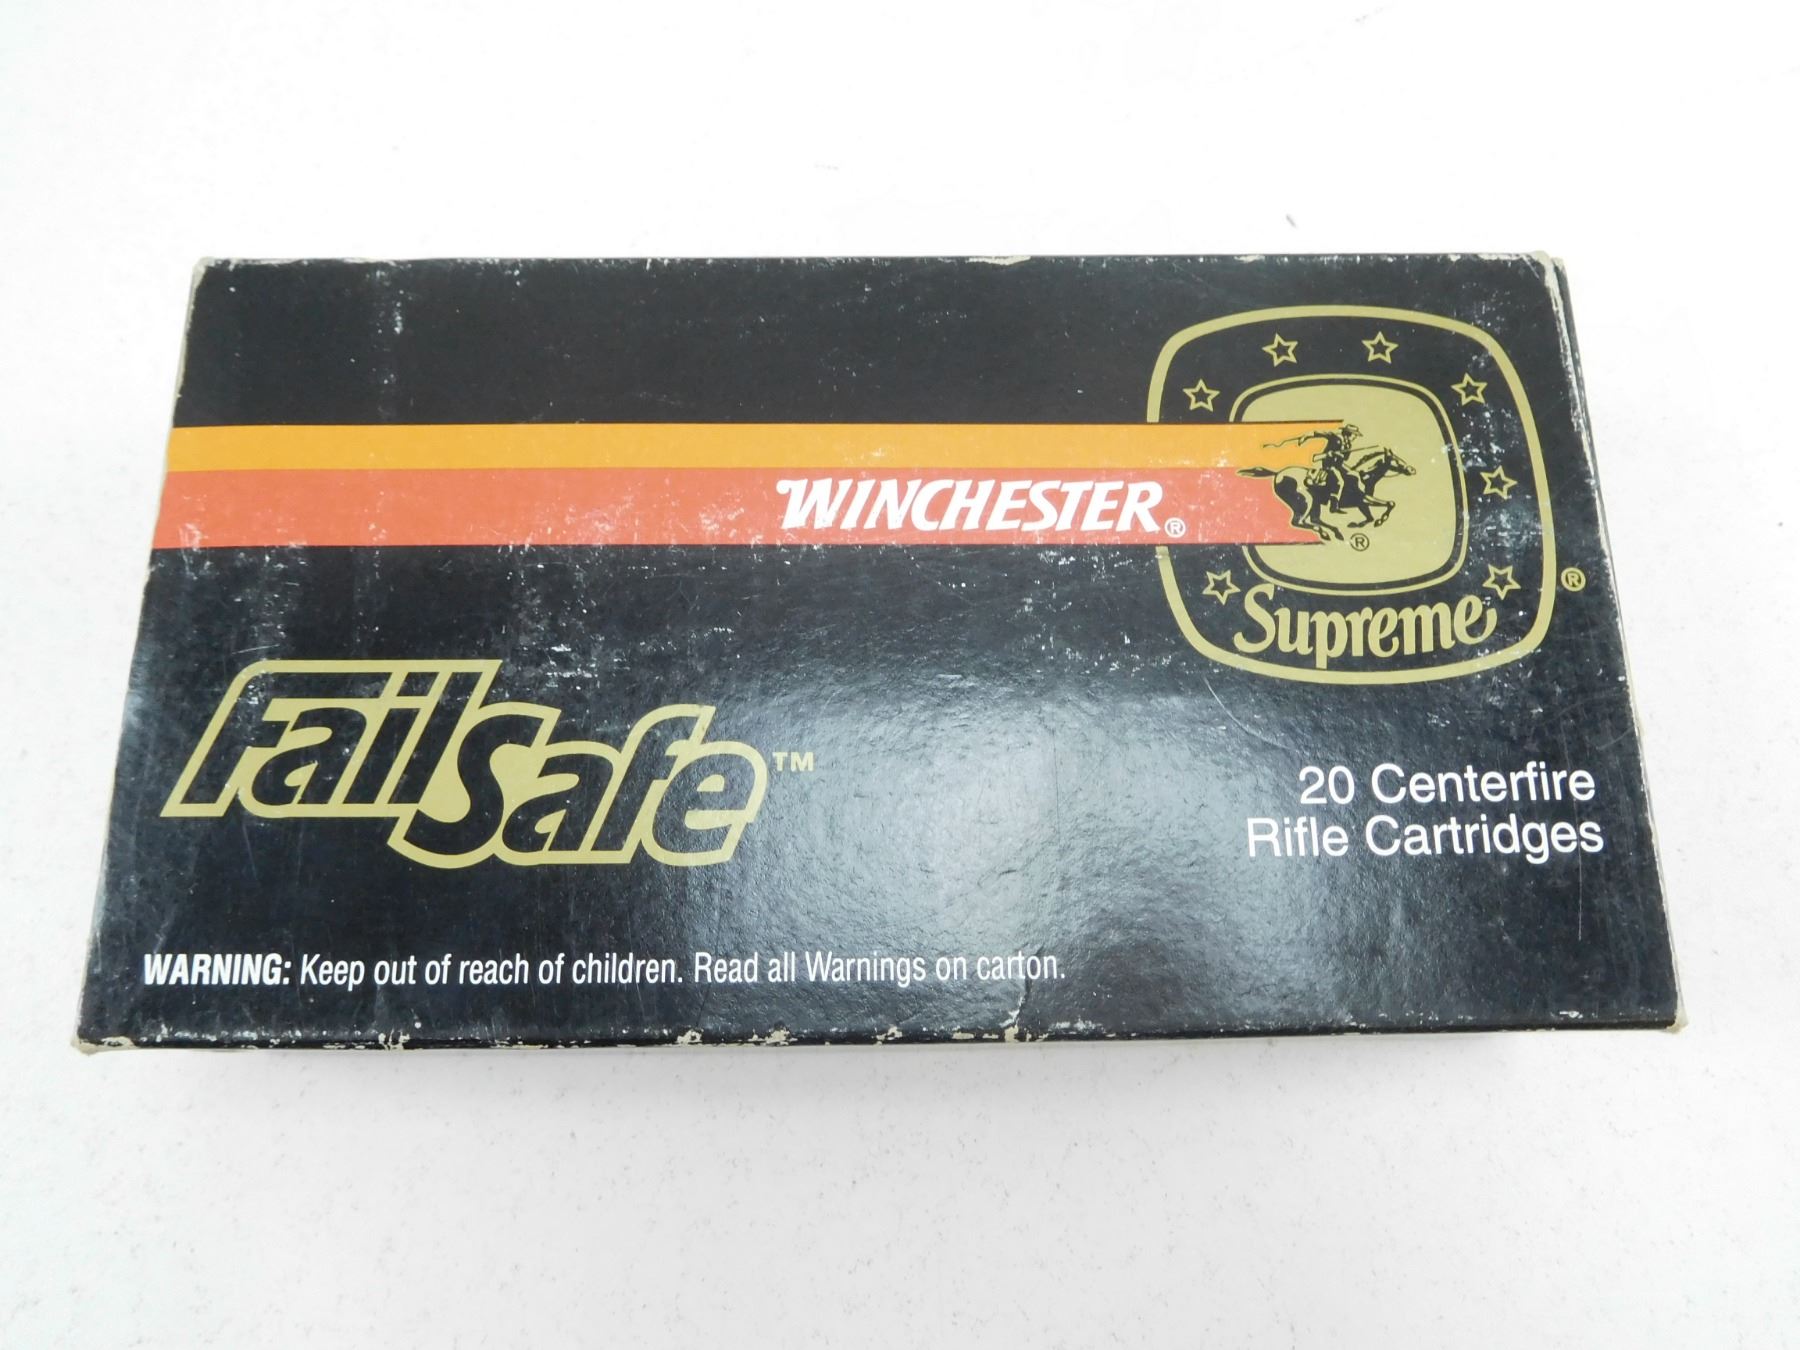 WINCHESTER®
®
Supreme ®
FailSafe™
20 Centerfire
Rifle Cartridges
WARNING: Keep out of reach of children. Read all Warnings on carton.